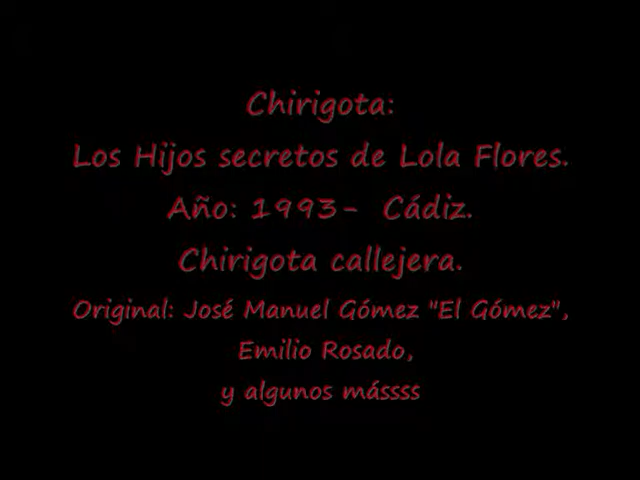 Chirigota:
Los Hijos secretos de Lola Flores.
Año: 1993- Cádiz.
Chirigota callejera.
Original: José Manuel Gómez "El Gómez",
Emilio Rosado,
y algunos mássss